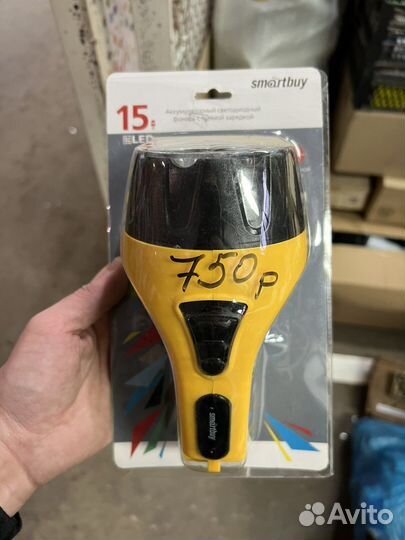 smartbuy
15
LED
Аккумуляторный светодиодный
фонарь с прямой зарядкой
750р
smartbuy
Avito